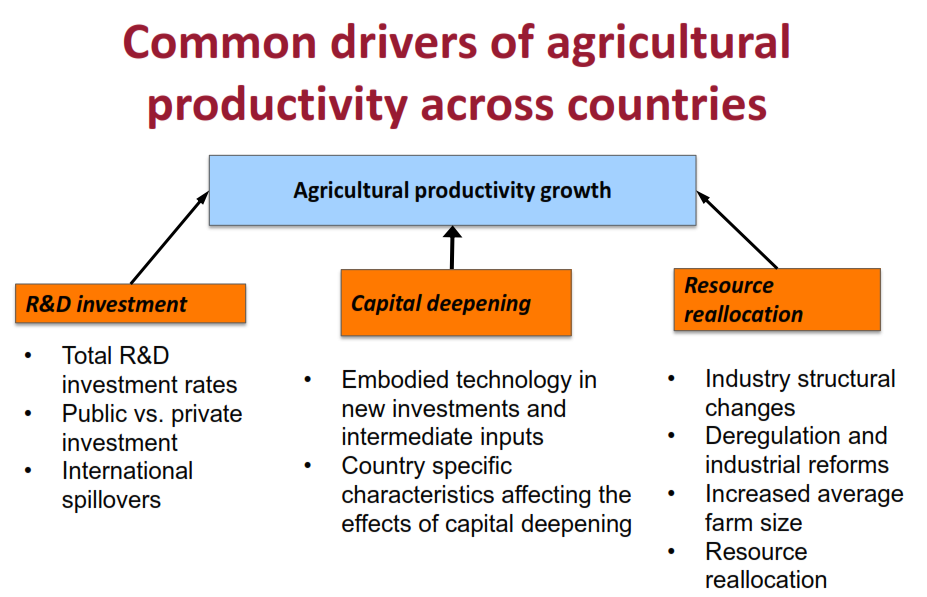 Common drivers of agricultural
productivity across countries
Agricultural productivity growth
R&D investment
• Total R&D
investment rates
• Public vs. private
investment
• International
spillovers
Capital deepening
• Embodied technology in
new investments and
intermediate inputs
• Country specific
characteristics affecting the
effects of capital deepening
Resource
reallocation
• Industry structural
changes
• Deregulation and
industrial reforms
• Increased average
farm size
• Resource
reallocation